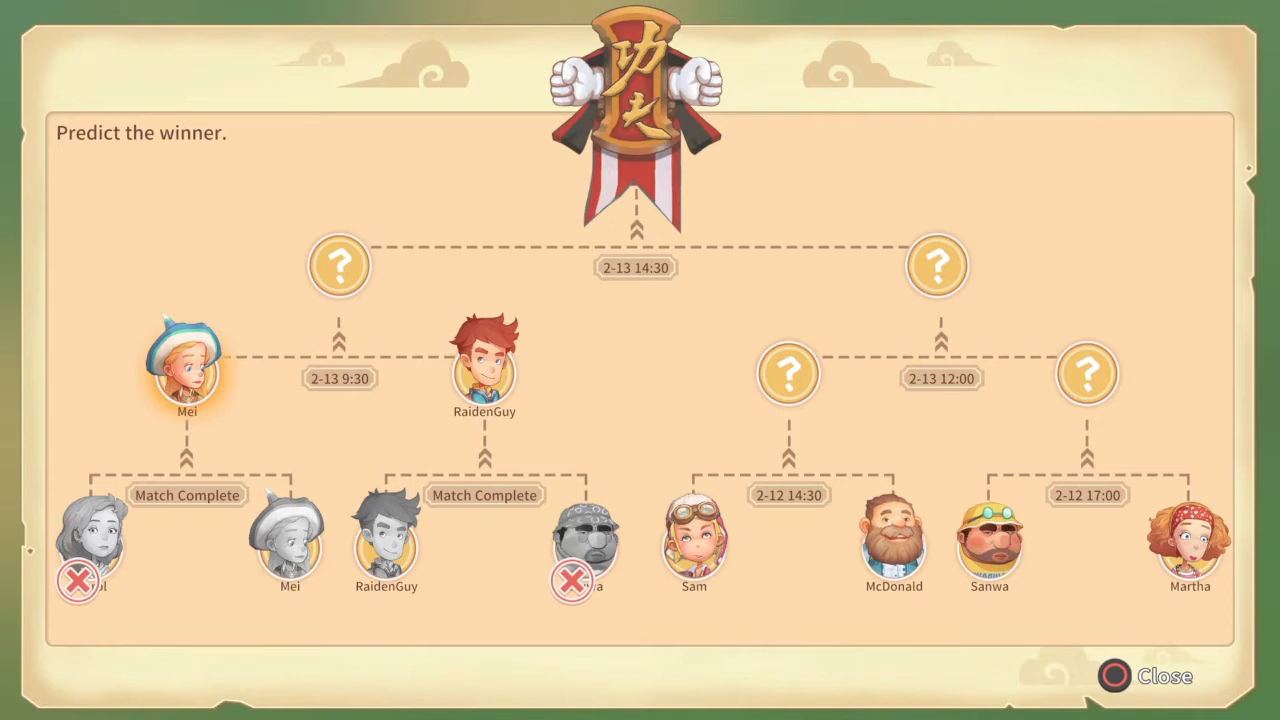 功夫
Predict the winner.
2-13 14:30
2-13 9:30
2-13 12:00
Mei
RaidenGuy
Match Complete
Match Complete
2-12 14:30
2-12 17:00
Mei
RaidenGuy
Sam
McDonald
Sanwa
Martha
Close